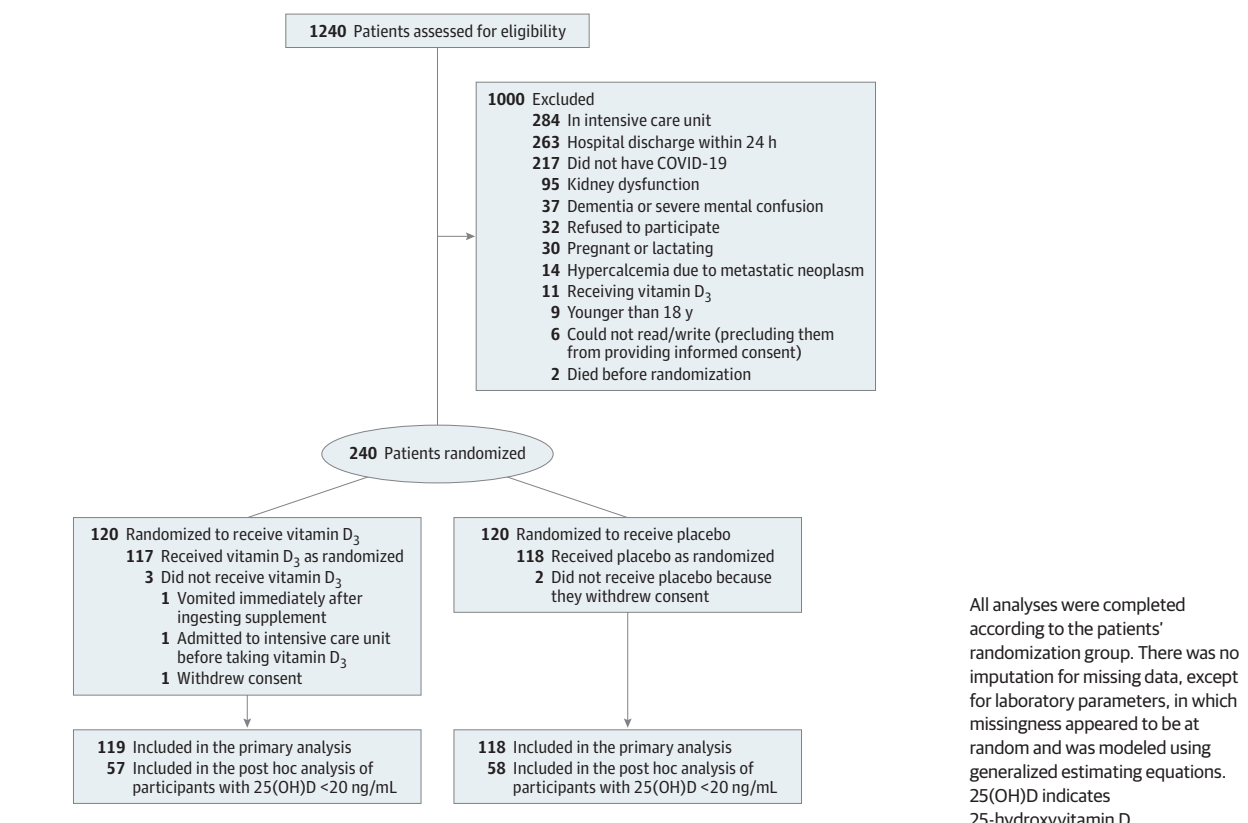 1240 Patients assessed for eligibility
1000 Excluded
284 In intensive care unit
263 Hospital discharge within 24 h
217 Did not have COVID-19
95 Kidney dysfunction
37 Dementia or severe mental confusion
32 Refused to participate
30 Pregnant or lactating
14 Hypercalcemia due to metastatic neoplasm
11 Receiving vitamin D3
9 Younger than 18 y
6 Could not read/write (precluding them
from providing informed consent)
2 Died before randomization
240 Patients randomized
120 Randomized to receive vitamin D3
117 Received vitamin D3 as randomized
3 Did not receive vitamin D3
1 Vomited immediately after
ingesting supplement
1 Admitted to intensive care unit
before taking vitamin D3
1 Withdrew consent
120 Randomized to receive placebo
118 Received placebo as randomized
2 Did not receive placebo because
they withdrew consent
119 Included in the primary analysis
57 Included in the post hoc analysis of
participants with 25(OH)D <20 ng/mL
118 Included in the primary analysis
58 Included in the post hoc analysis of
participants with 25(OH)D <20 ng/mL
All analyses were completed
according to the patients’
randomization group. There was no
imputation for missing data, except
for laboratory parameters, in which
missingness appeared to be at
random and was modeled using
generalized estimating equations.
25(OH)D indicates
25-hydroxyvitamin D